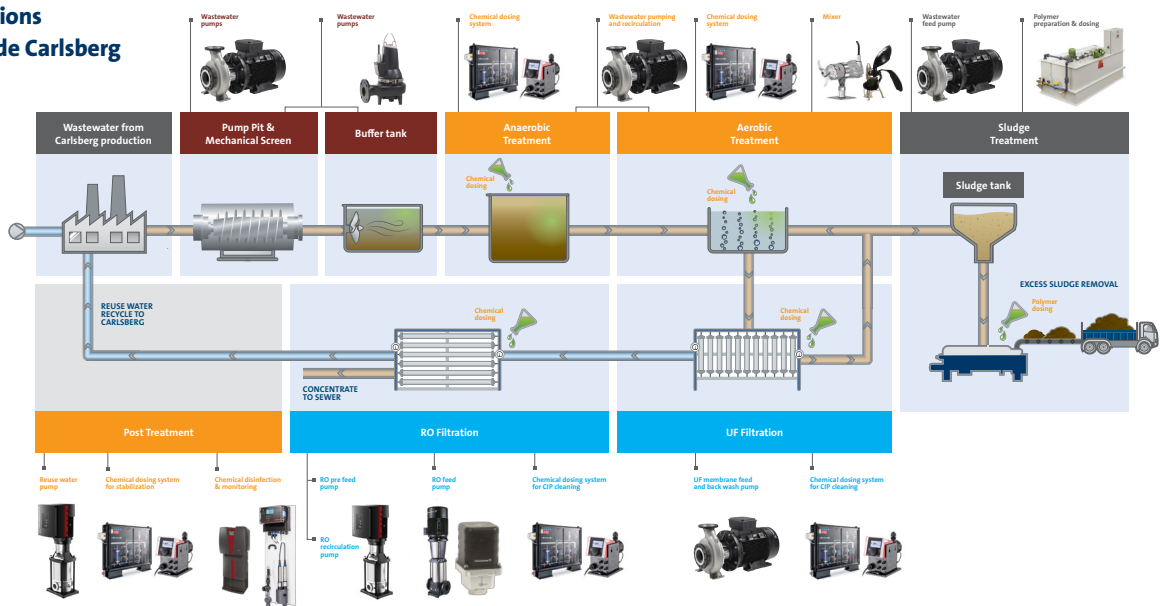 ions
de Carlsberg
Wastewater
pumps
Wastewater
pumps
Chemical dosing
system
Wastewater pumping
and recirculation
Chemical dosing
system
Mixer
Wastewater
feed pump
Polymer
preparation & dosing
Wastewater from
Carlsberg production
Pump Pit &
Mechanical Screen
Buffer tank
Anaerobic
Treatment
Aerobic
Treatment
Sludge
Treatment
Chemical
dosing
Chemical
dosing
Sludge tank
REUSE WATER
RECYCLE TO
CARLSBERG
Chemical
dosing
Chemical
dosing
EXCESS SLUDGE REMOVAL
Polymer
dosing
CONCENTRATE
TO SEWER
Post Treatment
RO Filtration
UF Filtration
Reuse water
pump
Chemical dosing system
for stabilization
Chemical disinfection
& monitoring
RO pre feed
pump
RO
recirculation
pump
RO feed
pump
Chemical dosing system
for CIP cleaning
UF membrane feed
and back wash pump
Chemical dosing system
for CIP cleaning